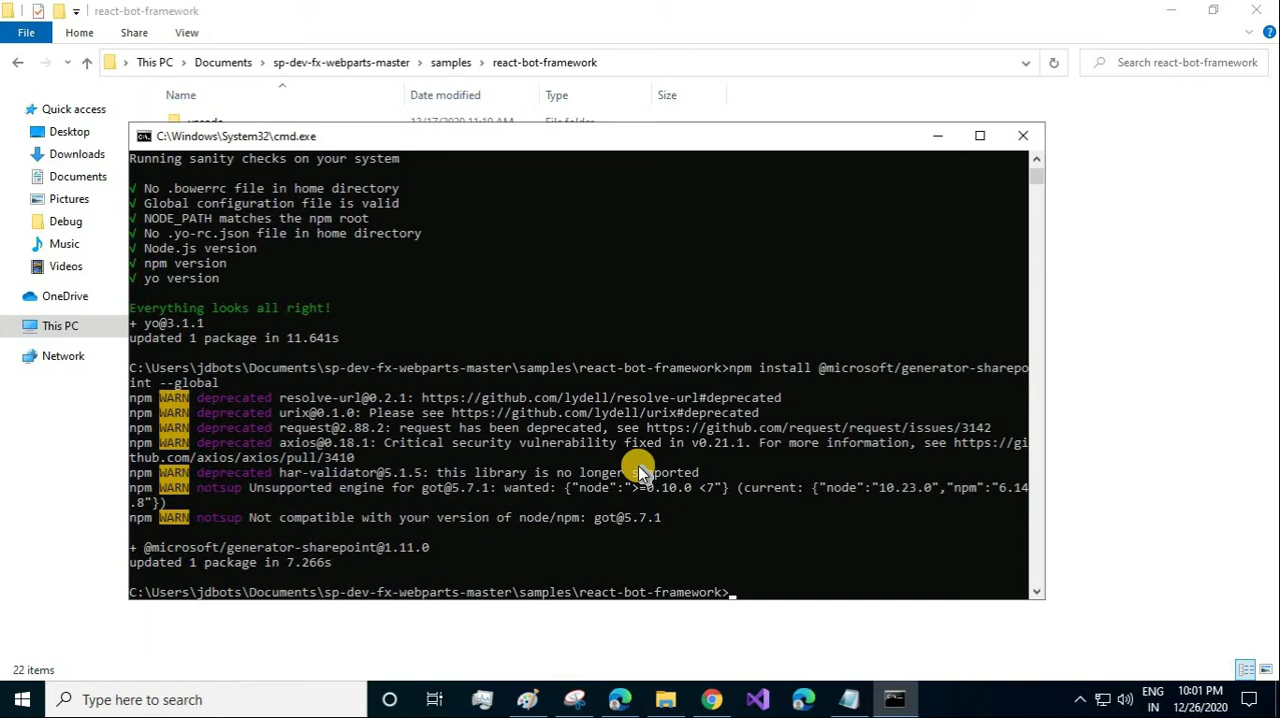 react-bot-framework
File Home Share View
This PC Documents sp-dev-fx-webparts-master samples react-bot-framework
Search react-bot-framework
Name Date modified Type Size
Quick access
Desktop
Downloads
Documents
Pictures
Debug
Music
Videos
OneDrive
This PC
Network
C:\Windows\System32\cmd.exe
Running sanity checks on your system
√ No .bowerrc file in home directory
√ Global configuration file is valid
√ NODE_PATH matches the npm root
√ No .yo-rc.json file in home directory
√ Node.js version
√ npm version
√ yo version
Everything looks all right!
+ yo@3.1.1
updated 1 package in 11.641s
C:\Users\jdbots\Documents\sp-dev-fx-webparts-master\samples\react-bot-framework>npm install @microsoft/generator-sharepo
int --global
npm WARN deprecated resolve-url@0.2.1: https://github.com/lydell/resolve-url#deprecated
npm WARN deprecated urix@0.1.0: Please see https://github.com/lydell/urix#deprecated
npm WARN deprecated request@2.88.2: request has been deprecated, see https://github.com/request/request/issues/3142
npm WARN deprecated axios@0.18.1: Critical security vulnerability fixed in v0.21.1. For more information, see https://gi
thub.com/axios/axios/pull/3410
npm WARN deprecated har-validator@5.1.5: this library is no longer supported
npm WARN notsup Unsupported engine for got@5.7.1: wanted: {"node":">=0.10.0 <7"} (current: {"node":"10.23.0","npm":"6.14
.8"})
npm WARN notsup Not compatible with your version of node/npm: got@5.7.1
+ @microsoft/generator-sharepoint@1.11.0
updated 1 package in 7.266s
C:\Users\jdbots\Documents\sp-dev-fx-webparts-master\samples\react-bot-framework>
22 items
Type here to search
ENG
IN
10:01 PM
12/26/2020